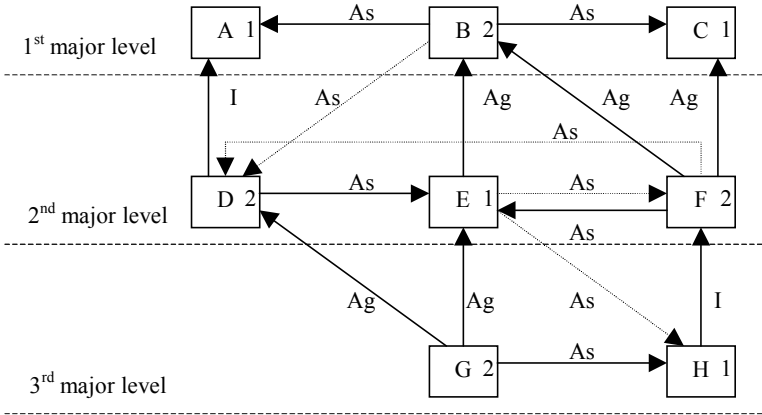 As As
A 1 B 2 C 1
1st major level
I As Ag Ag Ag
As
As As
D 2 E 1 F 2
2nd major level
As
Ag Ag As I
As
G 2 H 1
3rd major level